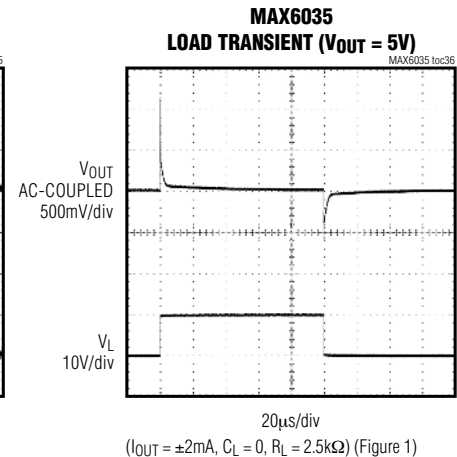 MAX6035
LOAD TRANSIENT (VOUT = 5V)
MAX6035 toc36
VOUT
AC-COUPLED
500mV/div
VL
10V/div
20µs/div
(IOUT = ±2mA, CL = 0, RL = 2.5kΩ) (Figure 1)